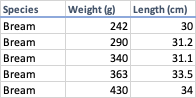 Species Weight (g) Length (cm)
Bream 242 30
Bream 290 31.2
Bream 340 31.1
Bream 363 33.5
Bream 430 34